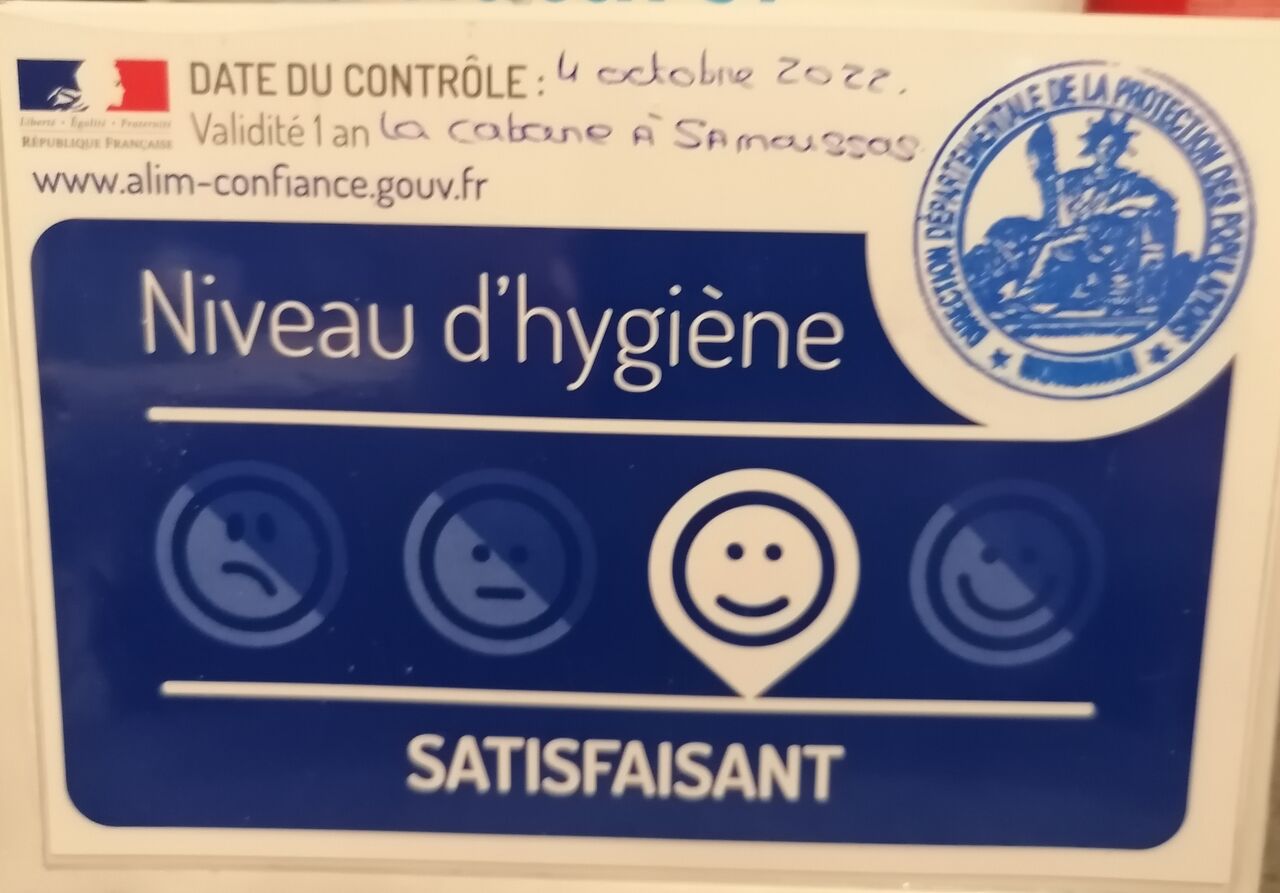 DATE DU CONTRÔLE : 4 octobre 2022.
Liberté • Égalité • Fraternité
RÉPUBLIQUE FRANÇAISE
Validité 1 an La cabane À SAmoussas
www.alim-confiance.gouv.fr
DIRECTION DÉPARTEMENTALE DE LA PROTECTION DES POPULATIONS
Niveau d'hygiène
SATISFAISANT